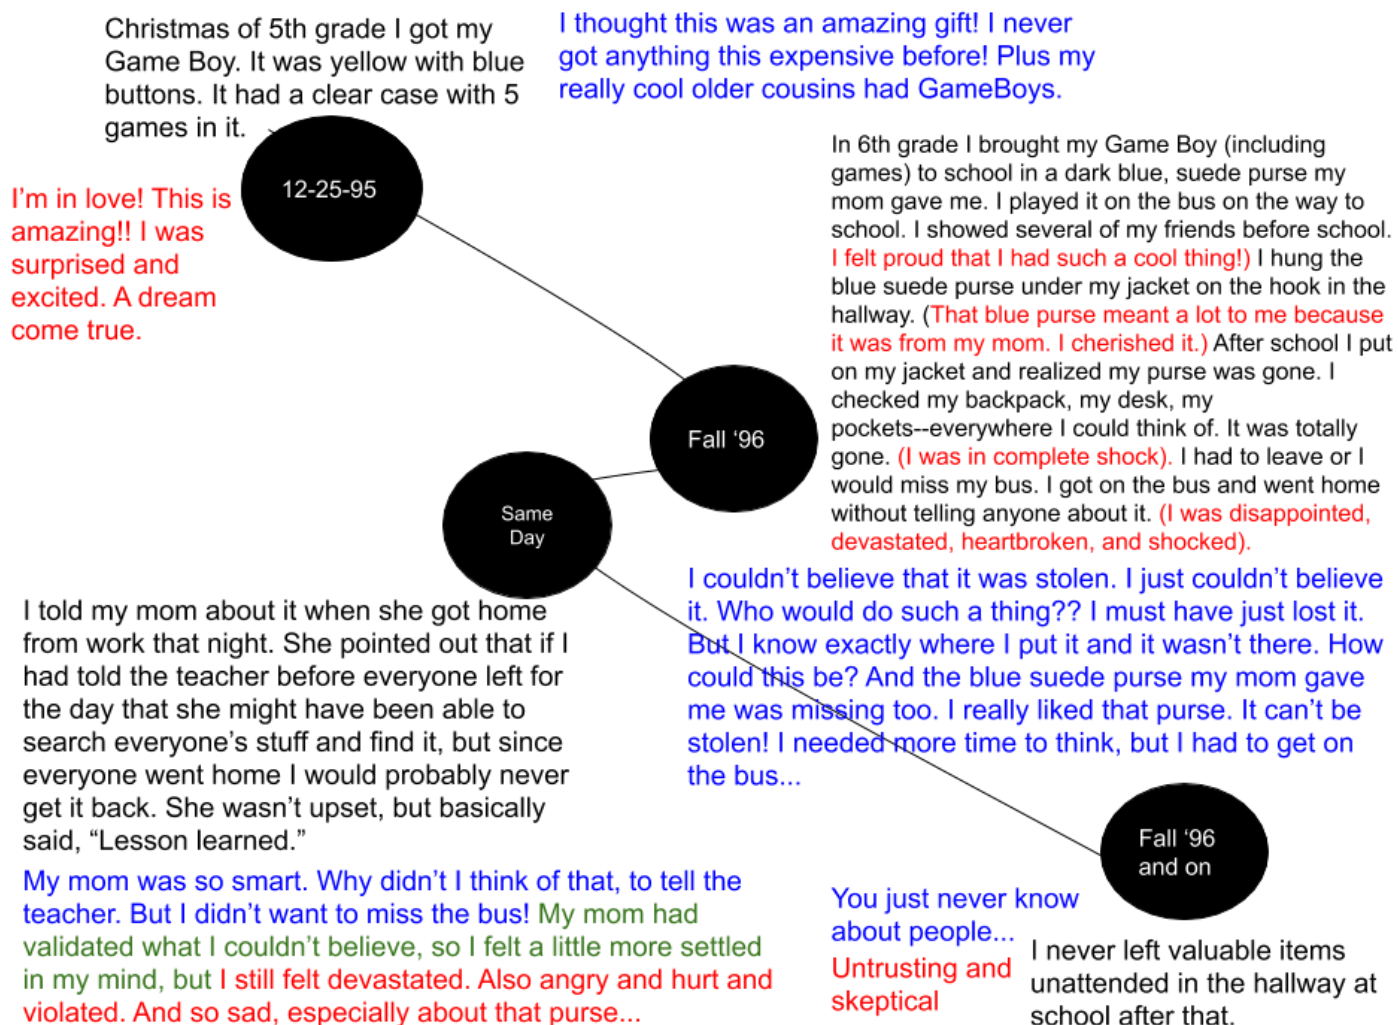 Christmas of 5th grade I got my
Game Boy. It was yellow with blue
buttons. It had a clear case with 5
games in it.
I thought this was an amazing gift! I never
got anything this expensive before! Plus my
really cool older cousins had GameBoys.
12-25-95
I'm in love! This is
amazing!! I was
surprised and
excited. A dream
come true.
In 6th grade I brought my Game Boy (including
games) to school in a dark blue, suede purse my
mom gave me. I played it on the bus on the way to
school. I showed several of my friends before school.
I felt proud that I had such a cool thing!) I hung the
blue suede purse under my jacket on the hook in the
hallway. (That blue purse meant a lot to me because
it was from my mom. I cherished it.) After school I put
on my jacket and realized my purse was gone. I
checked my backpack, my desk, my
pockets--everywhere I could think of. It was totally
gone. (I was in complete shock). I had to leave or I
would miss my bus. I got on the bus and went home
without telling anyone about it. (I was disappointed,
devastated, heartbroken, and shocked).
Fall ‘96
Same
Day
I couldn't believe that it was stolen. I just couldn't believe
it. Who would do such a thing?? I must have just lost it.
But I know exactly where I put it and it wasn't there. How
could this be? And the blue suede purse my mom gave
me was missing too. I really liked that purse. It can't be
stolen! I needed more time to think, but I had to get on
the bus...
I told my mom about it when she got home
from work that night. She pointed out that if I
had told the teacher before everyone left for
the day that she might have been able to
search everyone's stuff and find it, but since
everyone went home I would probably never
get it back. She wasn't upset, but basically
said, “Lesson learned.”
My mom was so smart. Why didn't I think of that, to tell the
teacher. But I didn't want to miss the bus! My mom had
validated what I couldn't believe, so I felt a little more settled
in my mind, but I still felt devastated. Also angry and hurt and
violated. And so sad, especially about that purse...
Fall ‘96
and on
You just never know
about people...
Untrusting and
skeptical
I never left valuable items
unattended in the hallway at
school after that.